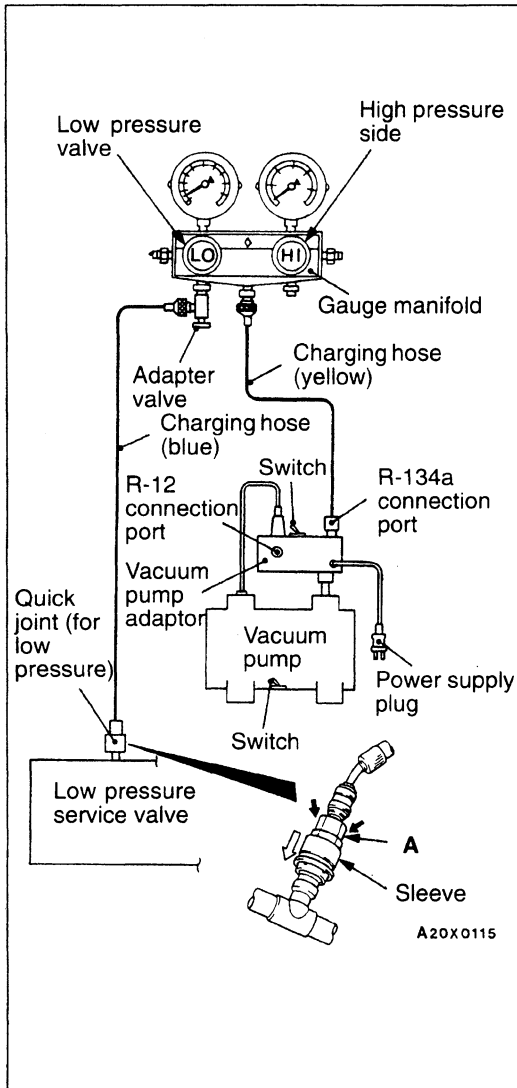 Low pressure
valve
High pressure
side
LO
HI
Gauge manifold
Adapter
valve
Charging hose
(yellow)
Charging hose
(blue)
Switch
R-12
connection
port
R-134a
connection
port
Vacuum
pump
adaptor
Quick
joint (for
low
pressure)
Vacuum
pump
Power supply
plug
Switch
Low pressure
service valve
A
Sleeve
A20X0115